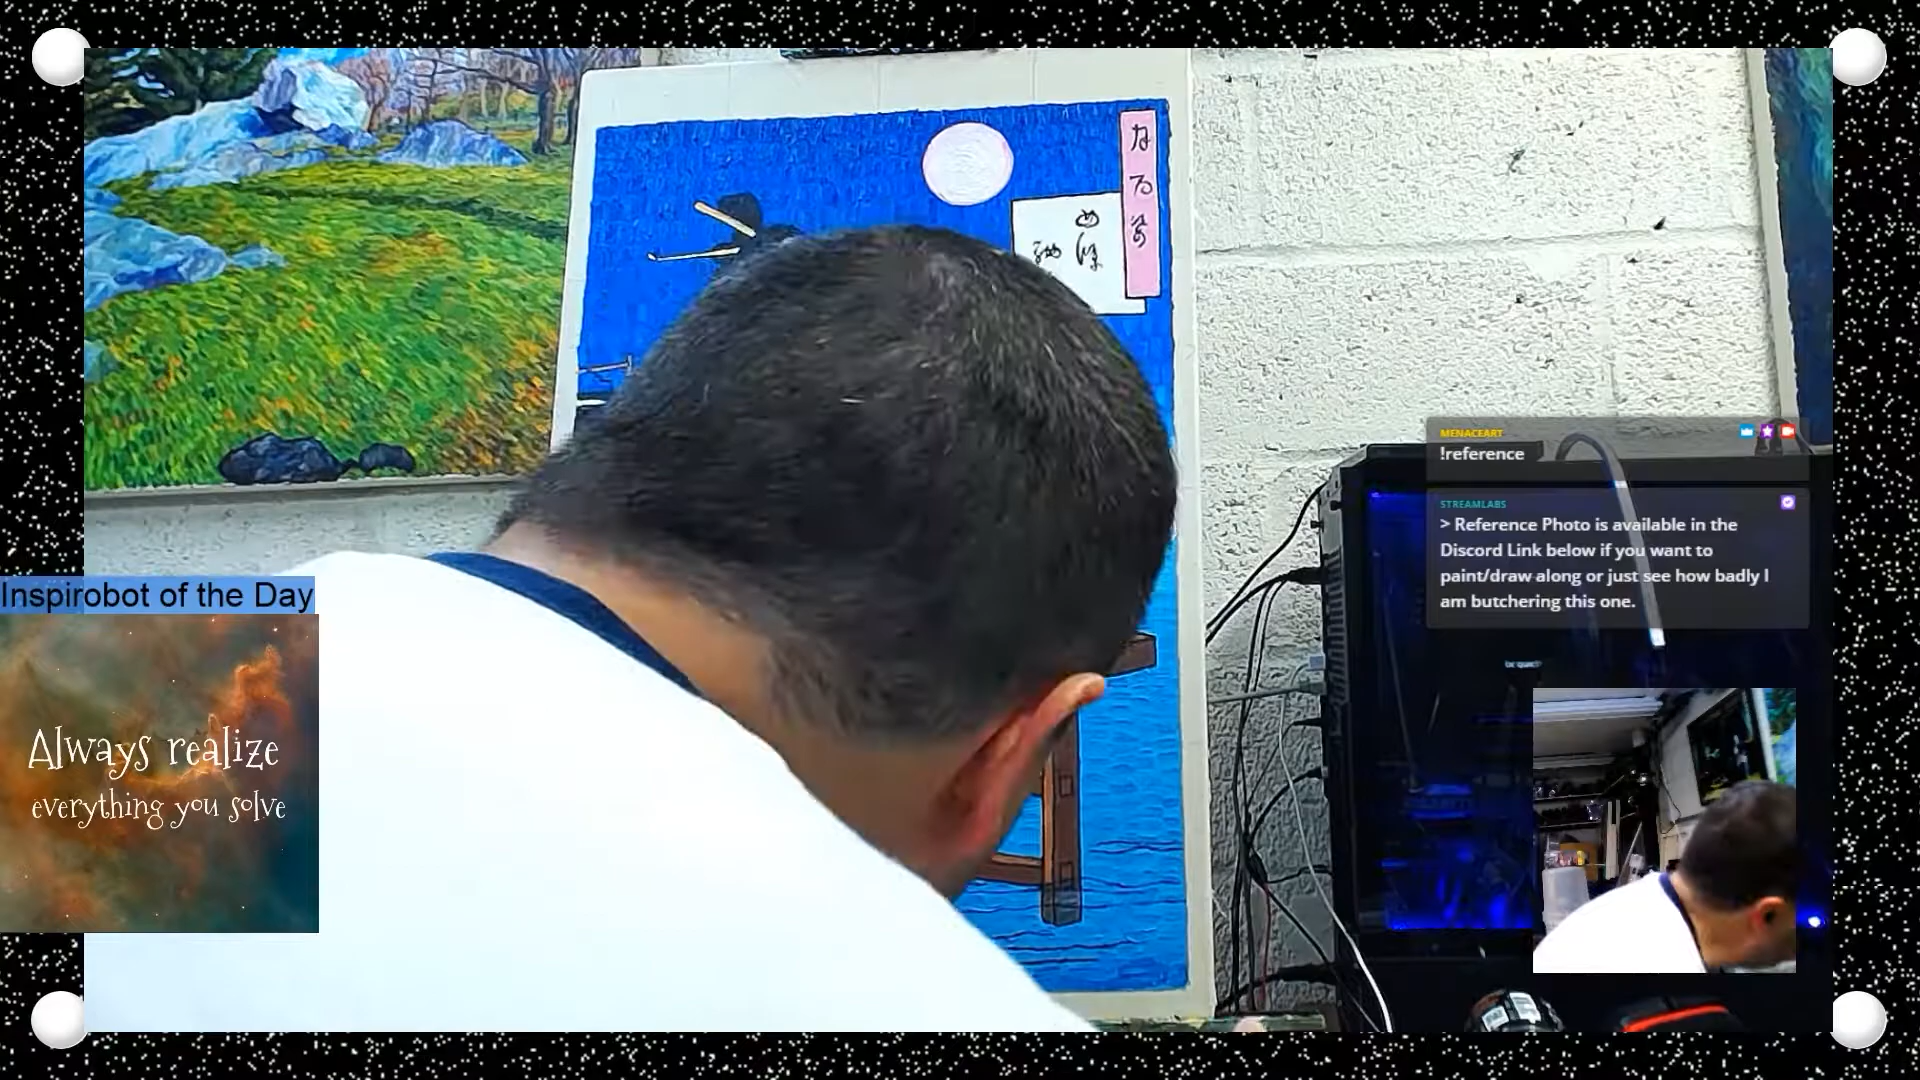 MENACEART
!reference
STREAMLABS
> Reference Photo is available in the
Discord Link below if you want to
paint/draw along or just see how badly I
am butchering this one.
Inspirobot of the Day
Always realize
everything you solve